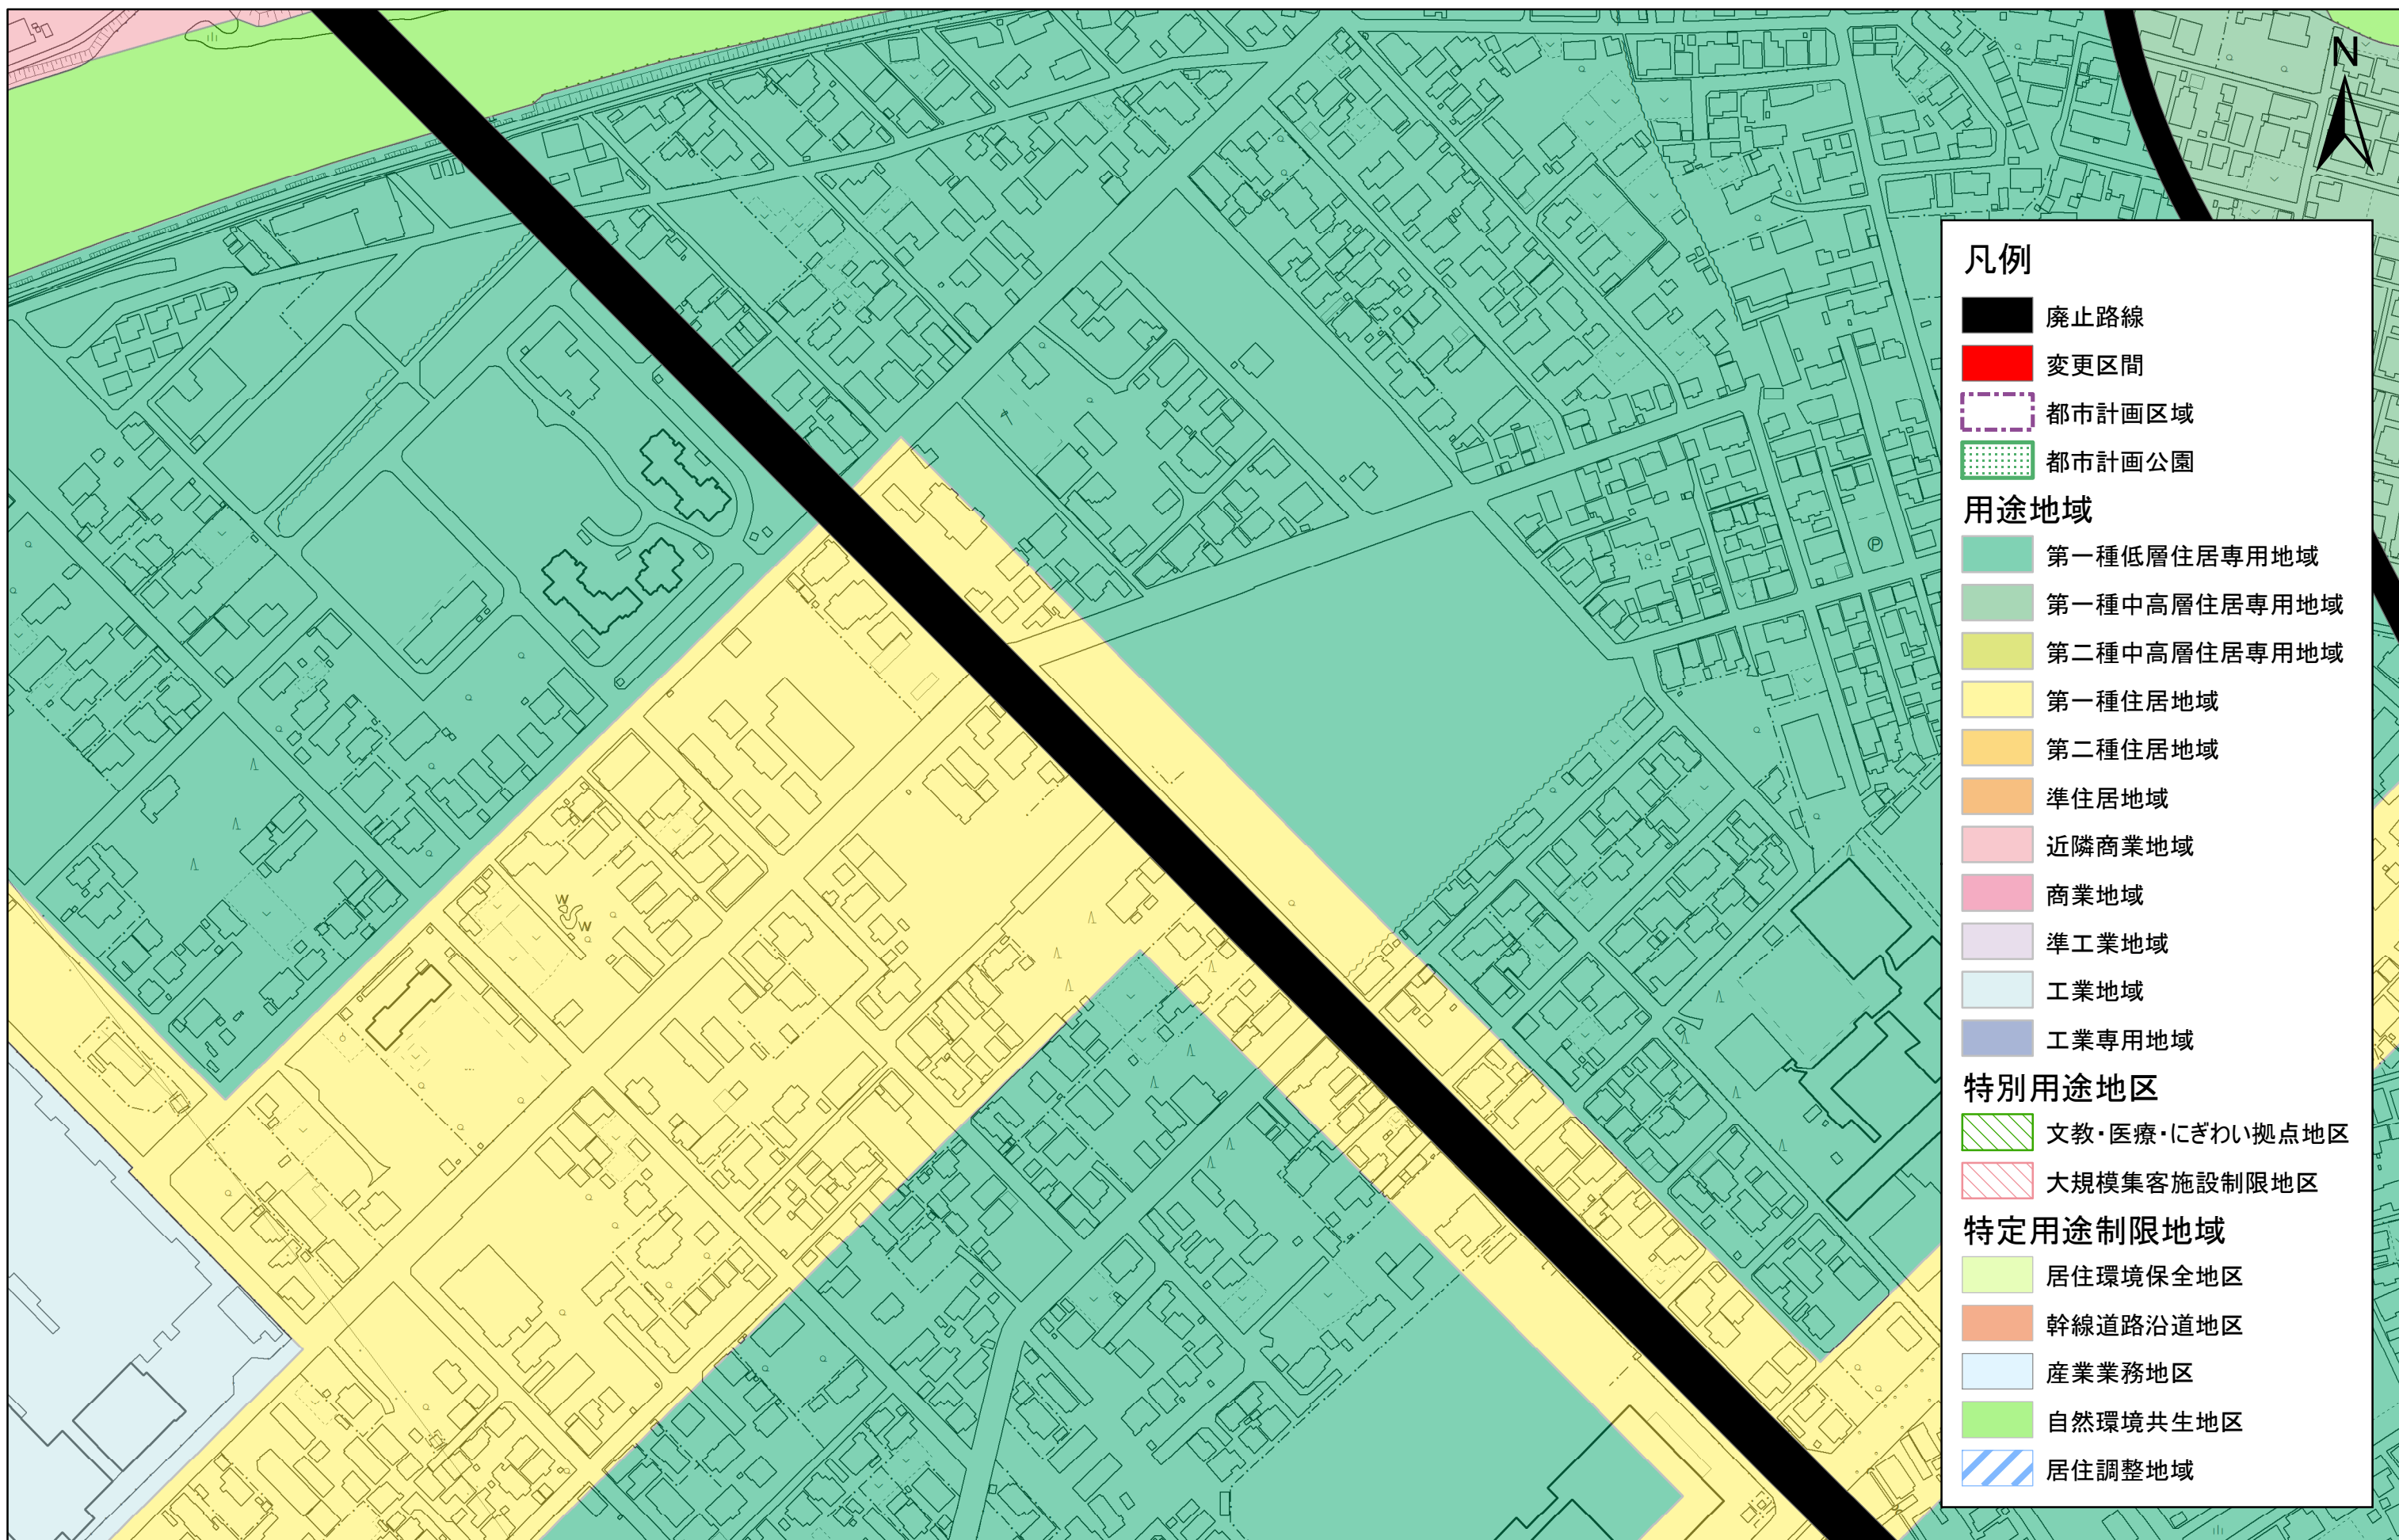 N
凡例
廃止路線
変更区間
都市計画区域
都市計画公園
用途地域
第一種低層住居専用地域
第一種中高層住居専用地域
第二種中高層住居専用地域
第一種住居地域
第二種住居地域
準住居地域
近隣商業地域
商業地域
準工業地域
工業地域
工業専用地域
特別用途地区
文教・医療・にぎわい拠点地区
大規模集客施設制限地区
特定用途制限地域
居住環境保全地区
幹線道路沿道地区
産業業務地区
自然環境共生地区
居住調整地域
P
W
W